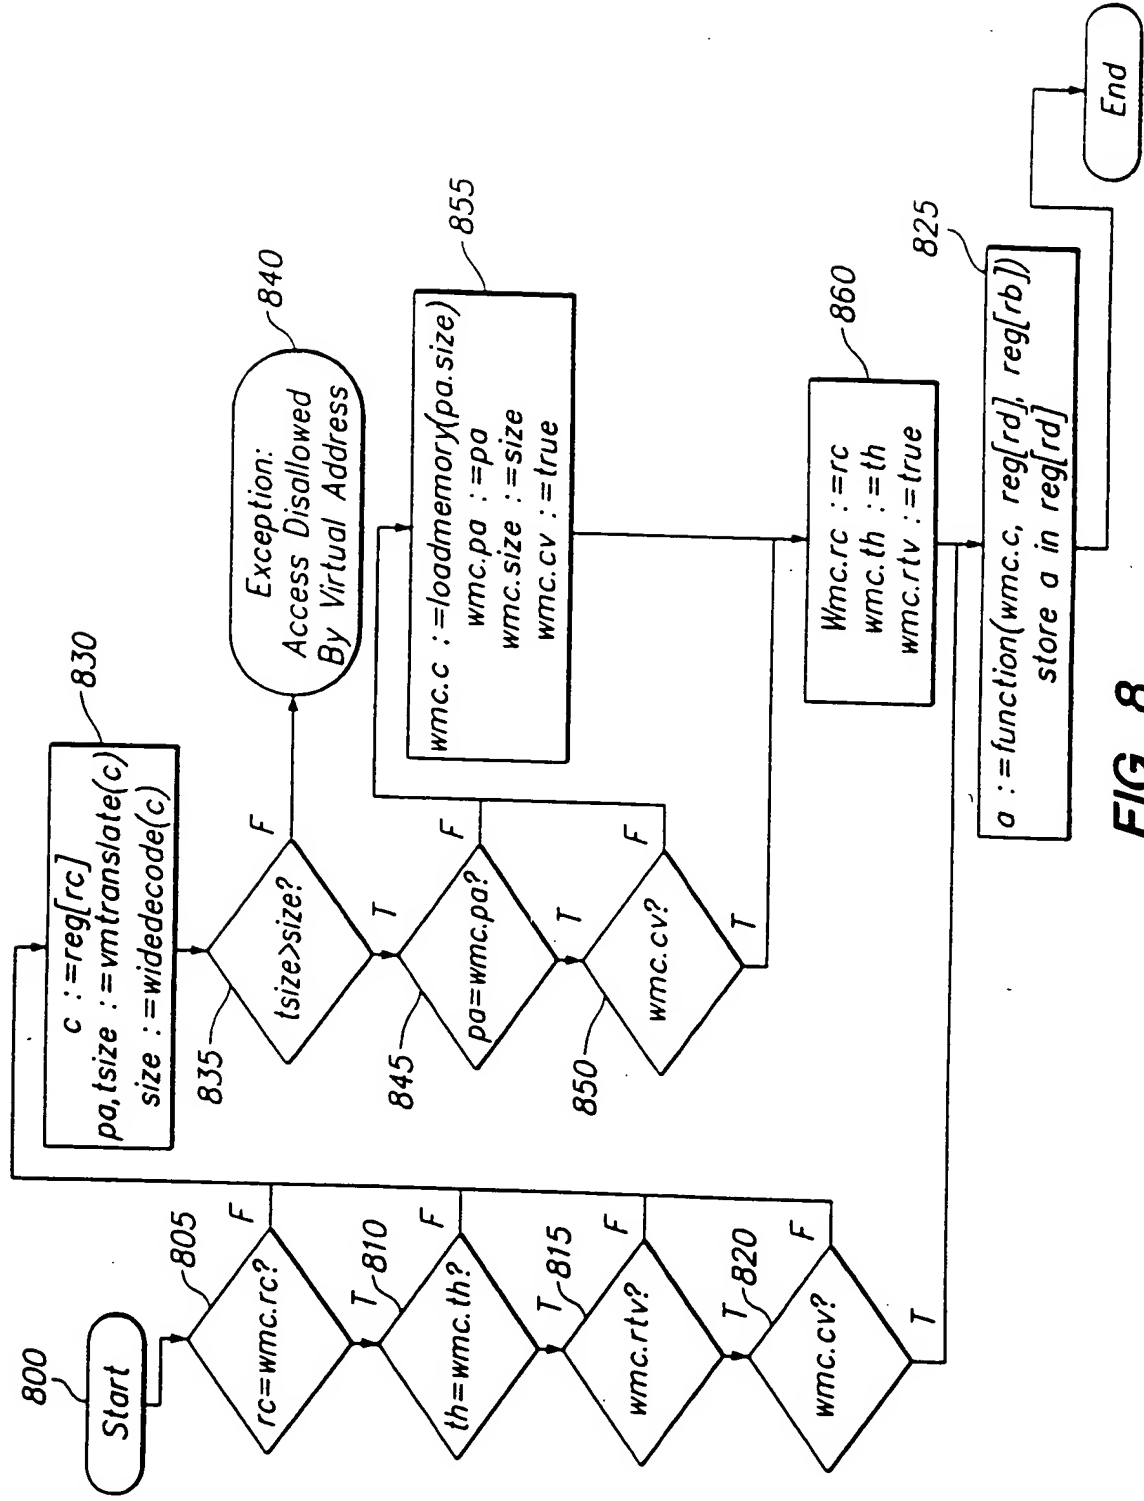 800
Start
805
rc=wmc.rc?
F
T
810
th=wmc.th?
F
T
815
wmc.rtv?
F
T
820
wmc.cv?
F
T
830
c :=reg[rc]
pa,tsize :=vmtranslate(c)
size :=widedecode(c)
835
tsize>size?
F
T
840
Exception:
Access Disallowed
By Virtual Address
845
pa=wmc.pa?
F
T
850
wmc.cv?
F
T
855
wmc.c :=loadmemory(pa.size)
wmc.pa :=pa
wmc.size :=size
wmc.cv :=true
860
Wmc.rc :=rc
wmc.th :=th
wmc.rtv :=true
825
a :=function(wmc.c, reg[rd], reg[rb])
store a in reg[rd]
End
FIG. 8